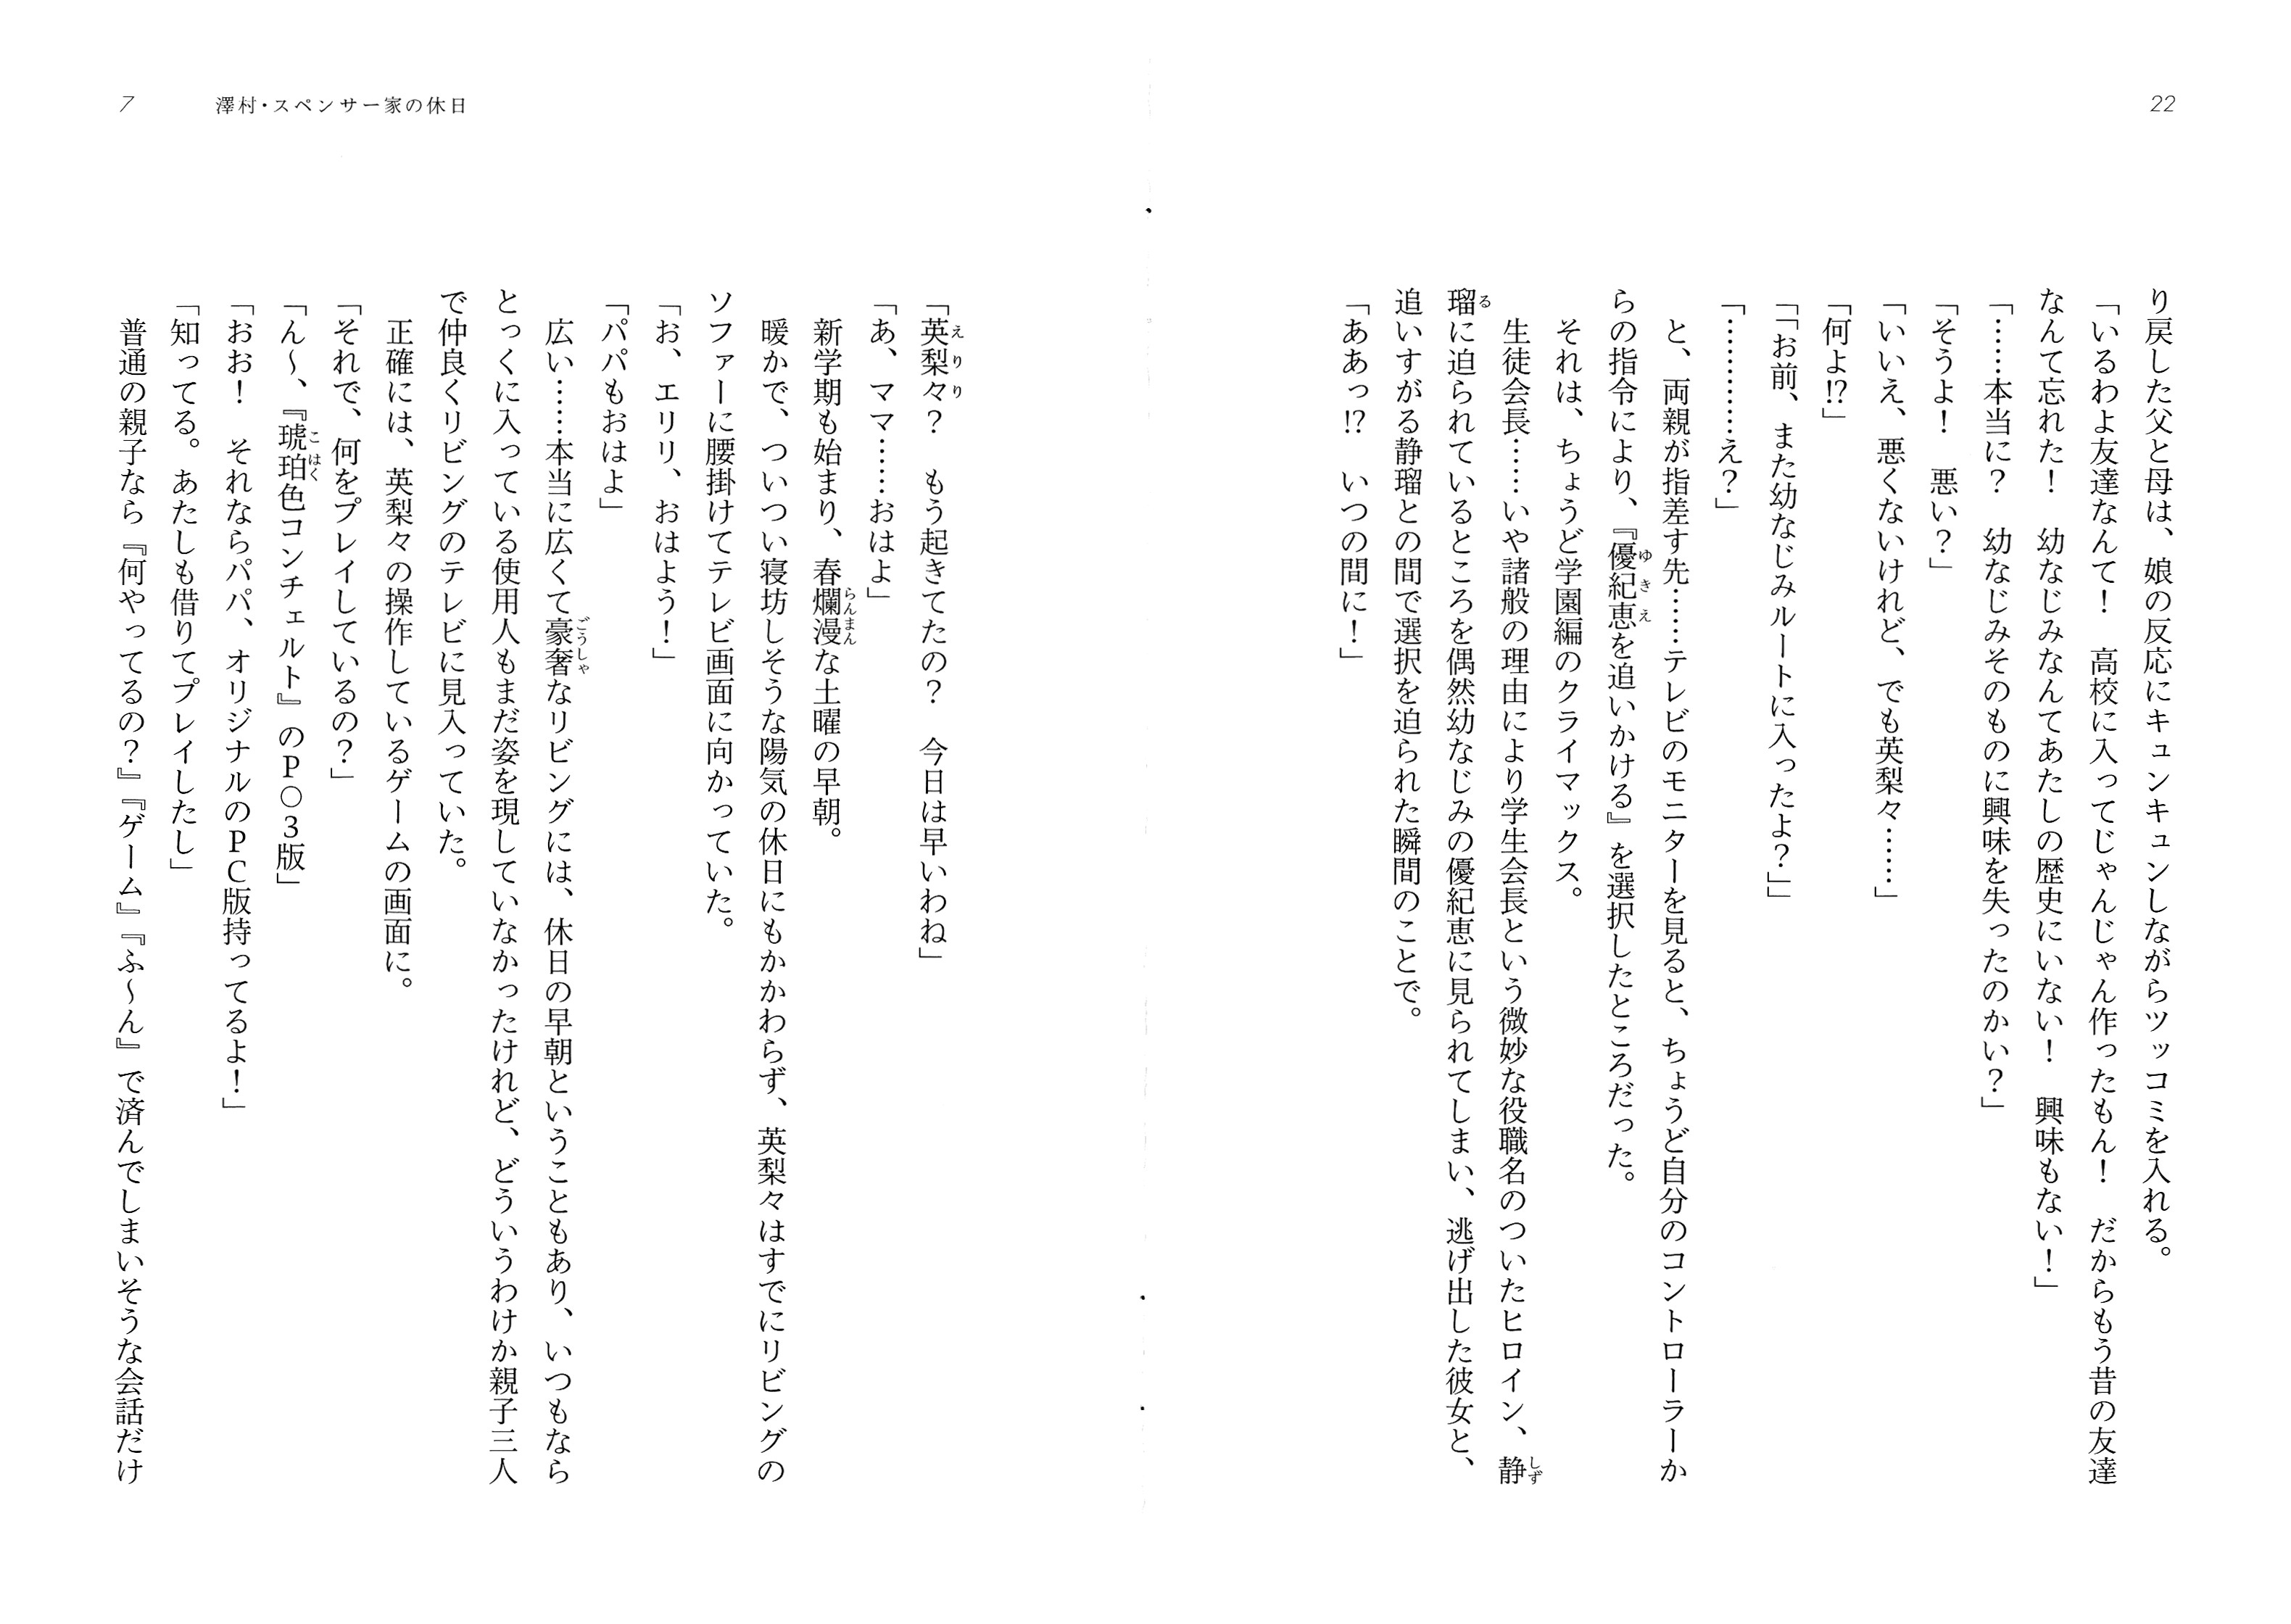 22
り戻した父と母は、娘の反応にキュンキュンしながらツッコミを入れる。
「いるわよ友達なんて！　高校に入ってじゃんじゃん作ったもん！　だからもう昔の友達
なんて忘れた！　幼なじみなんてあたしの歴史にいない！　興味もない！」
「……本当に？　幼なじみそのものに興味を失ったのかい？」
「そうよ！　悪い？」
「いいえ、悪くないけれど、でも英梨々……」
「何よ!?」
「「お前、また幼なじみルートに入ったよ？」」
「…………え？」
　と、両親が指差す先……テレビのモニターを見ると、ちょうど自分のコントローラーか
らの指令により、『優紀恵を追いかける』を選択したところだった。
　それは、ちょうど学園編のクライマックス。
　生徒会長……いや諸般の理由により学生会長という微妙な役職名のついたヒロイン、静
瑠に迫られているところを偶然幼なじみの優紀恵に見られてしまい、逃げ出した彼女と、
追いすがる静瑠との間で選択を迫られた瞬間のことで。
「ああっ!?　いつの間に！」
澤村・スペンサー家の休日
7
「英梨々？　もう起きてたの？　今日は早いわね」
「あ、ママ……おはよ」
　新学期も始まり、春爛漫な土曜の早朝。
　暖かで、ついつい寝坊しそうな陽気の休日にもかかわらず、英梨々はすでにリビングの
ソファーに腰掛けてテレビ画面に向かっていた。
「お、エリリ、おはよう！」
「パパもおはよ」
　広い……本当に広くて豪奢なリビングには、休日の早朝ということもあり、いつもなら
とっくに入っている使用人もまだ姿を現していなかったけれど、どういうわけか親子三人
で仲良くリビングのテレビに見入っていた。
　正確には、英梨々の操作しているゲームの画面に。
「それで、何をプレイしているの？」
「ん〜、『琥珀色コンチェルト』のP○3版」
「おお！　それならパパ、オリジナルのPC版持ってるよ！」
「知ってる。あたしも借りてプレイしたし」
　普通の親子なら『何やってるの？』『ゲーム』『ふ〜ん』で済んでしまいそうな会話だけ